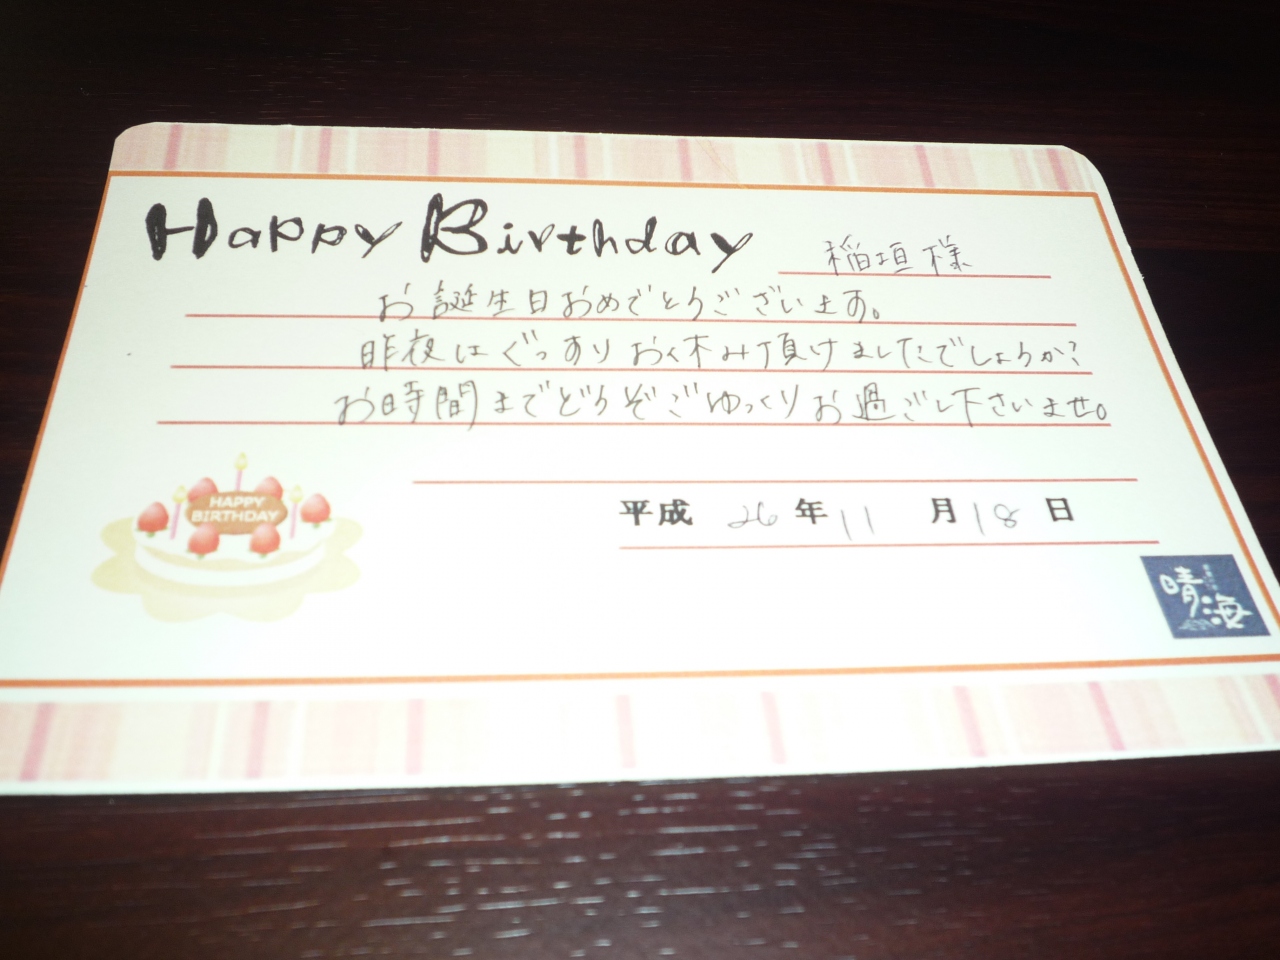 Happy Birthday 稲垣様
お誕生日おめでとうございます。
昨夜はぐっすりお休み頂けましたでしょうか?
お時間までどうぞごゆっくりお過ごし下さいませ。
HAPPY
BIRTHDAY
平成 26 年 11 月 18 日
晴海